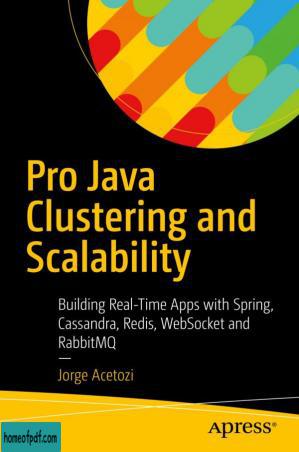 Pro Java
Clustering and
Scalability
Building Real-Time Apps with Spring,
Cassandra, Redis, WebSocket and
RabbitMQ
—
Jorge Acetozi
Apress®
homeofpdf.com